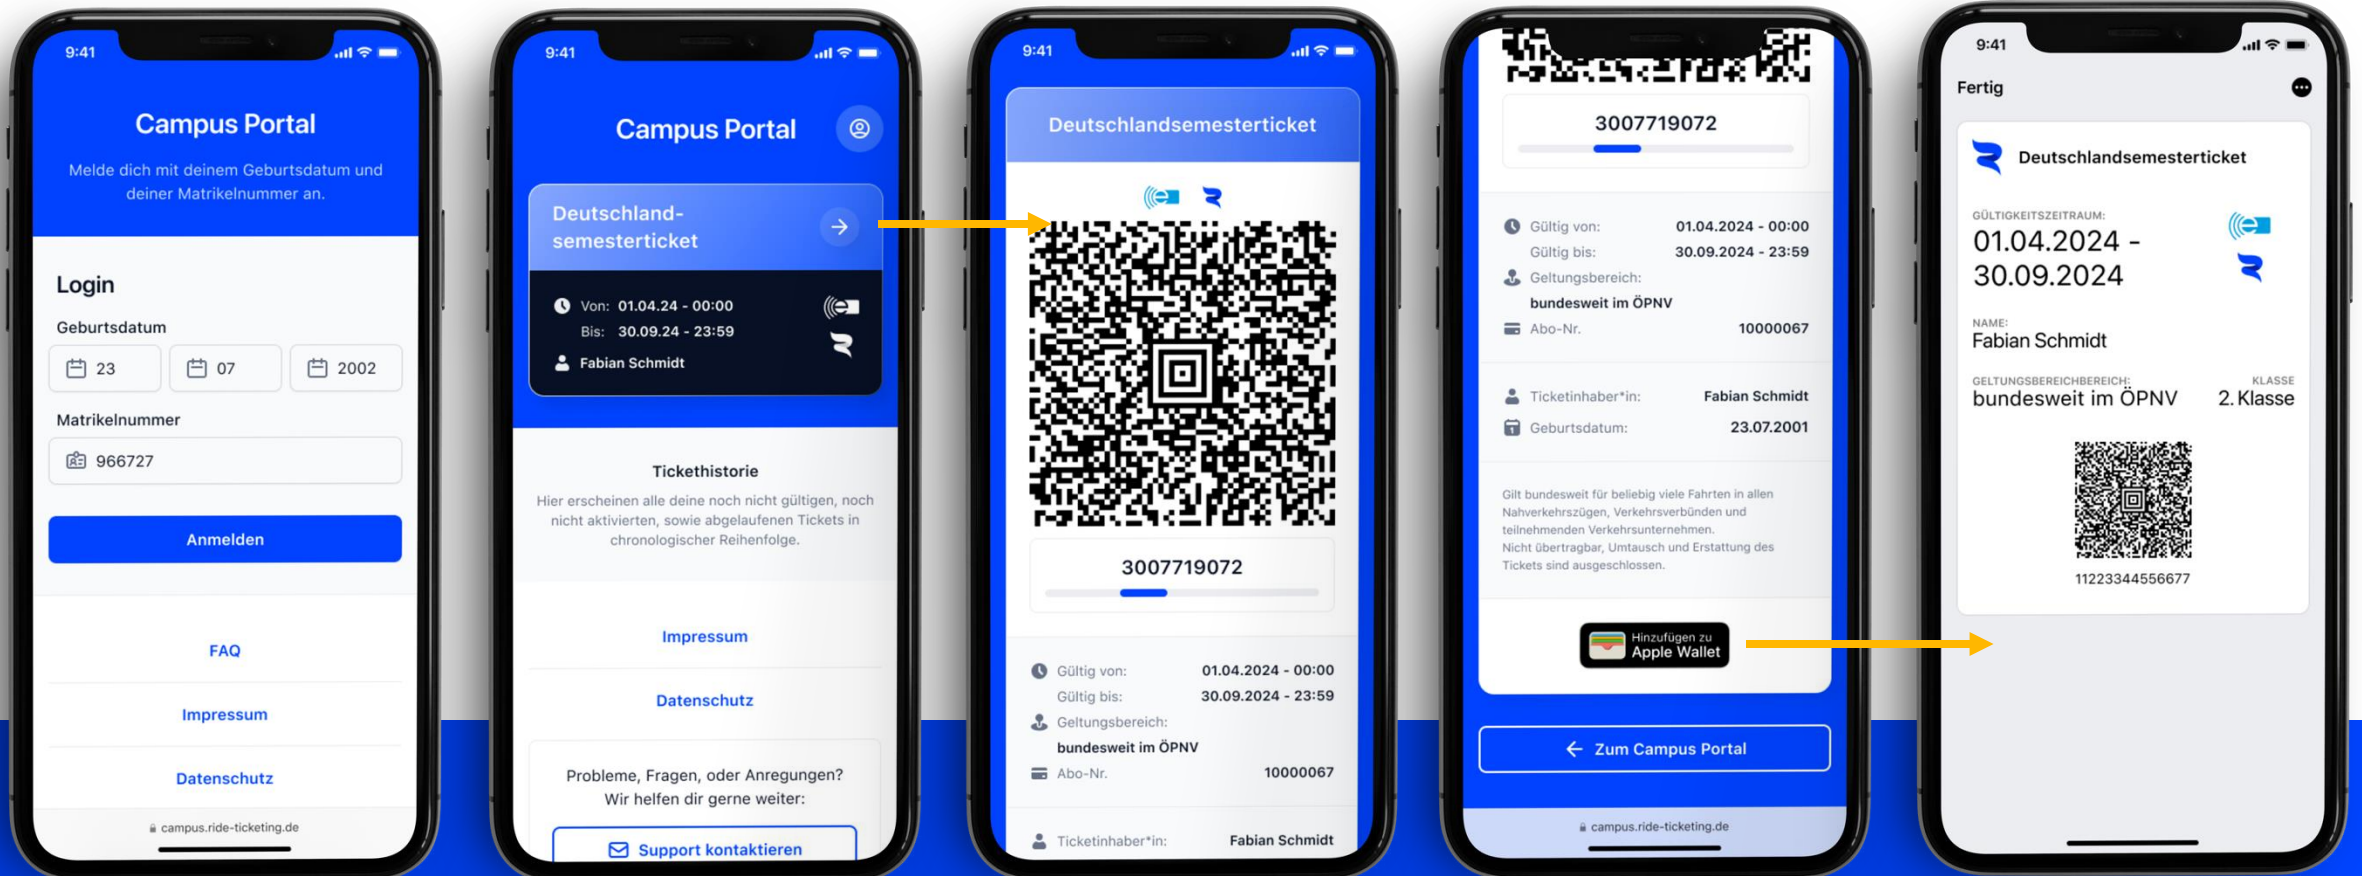 9:41
Campus Portal
Melde dich mit deinem Geburtsdatum und
deiner Matrikelnummer an.
Login
Geburtsdatum
23 07 2002
Matrikelnummer
966727
Anmelden
FAQ
Impressum
Datenschutz
campus.ride-ticketing.de
9:41
Campus Portal
Deutschland-
semesterticket
Von: 01.04.24 - 00:00
Bis: 30.09.24 - 23:59
Fabian Schmidt
Tickethistorie
Hier erscheinen alle deine noch nicht gültigen, noch
nicht aktivierten, sowie abgelaufenen Tickets in
chronologischer Reihenfolge.
Impressum
Datenschutz
Probleme, Fragen, oder Anregungen?
Wir helfen dir gerne weiter:
Support kontaktieren
9:41
Deutschlandsemesterticket
3007719072
Gültig von: 01.04.2024 - 00:00
Gültig bis: 30.09.2024 - 23:59
Geltungsbereich:
bundesweit im ÖPNV
Abo-Nr. 10000067
Ticketinhaber*in: Fabian Schmidt
3007719072
Gültig von: 01.04.2024 - 00:00
Gültig bis: 30.09.2024 - 23:59
Geltungsbereich:
bundesweit im ÖPNV
Abo-Nr. 10000067
Ticketinhaber*in: Fabian Schmidt
Geburtsdatum: 23.07.2001
Gilt bundesweit für beliebig viele Fahrten in allen
Nahverkehrszügen, Verkehrsverbünden und
teilnehmenden Verkehrsunternehmen.
Nicht übertragbar, Umtausch und Erstattung des
Tickets sind ausgeschlossen.
Hinzufügen zu
Apple Wallet
Zum Campus Portal
campus.ride-ticketing.de
9:41
Fertig
Deutschlandsemesterticket
GÜLTIGKEITSZEITRAUM:
01.04.2024 -
30.09.2024
NAME:
Fabian Schmidt
GELTUNGSBEREICHBEREICH: KLASSE
bundesweit im ÖPNV 2. Klasse
11223344556677